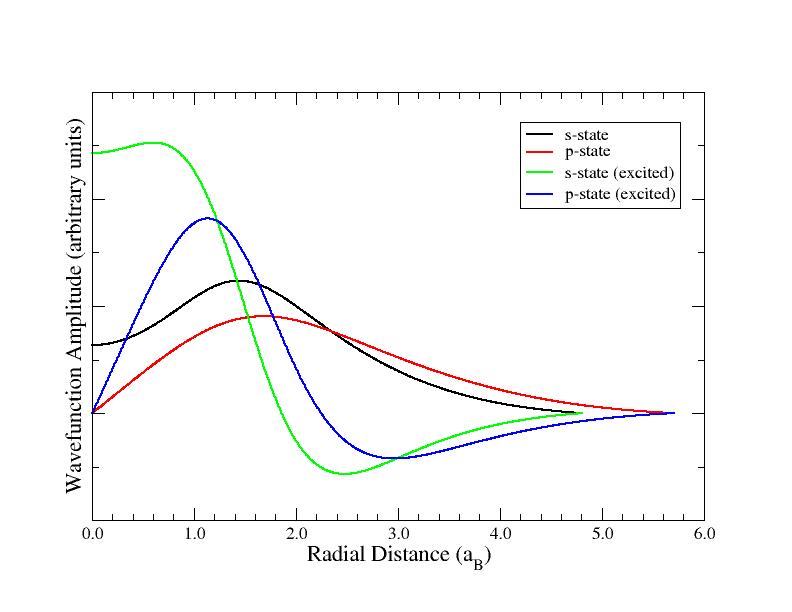 Wavefunction Amplitude (arbitrary units)
s-state
p-state
s-state (excited)
p-state (excited)
0.0 1.0 2.0 3.0 4.0 5.0 6.0
Radial Distance (aB)